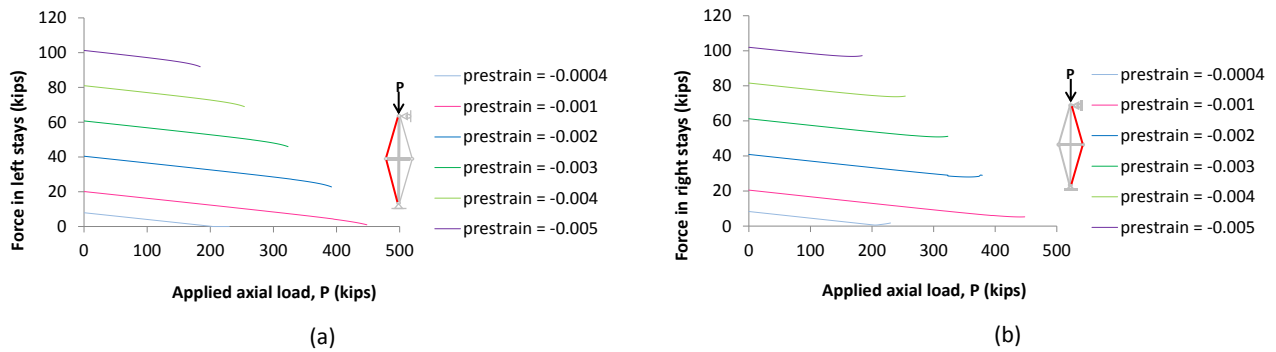 Force in left stays (kips)
120
100
80
60
40
20
0
0 100 200 300 400 500
Applied axial load, P (kips)
P
prestrain = -0.0004
prestrain = -0.001
prestrain = -0.002
prestrain = -0.003
prestrain = -0.004
prestrain = -0.005
(a)
Force in right stays (kips)
120
100
80
60
40
20
0
0 100 200 300 400 500
Applied axial load, P (kips)
P
prestrain = -0.0004
prestrain = -0.001
prestrain = -0.002
prestrain = -0.003
prestrain = -0.004
prestrain = -0.005
(b)